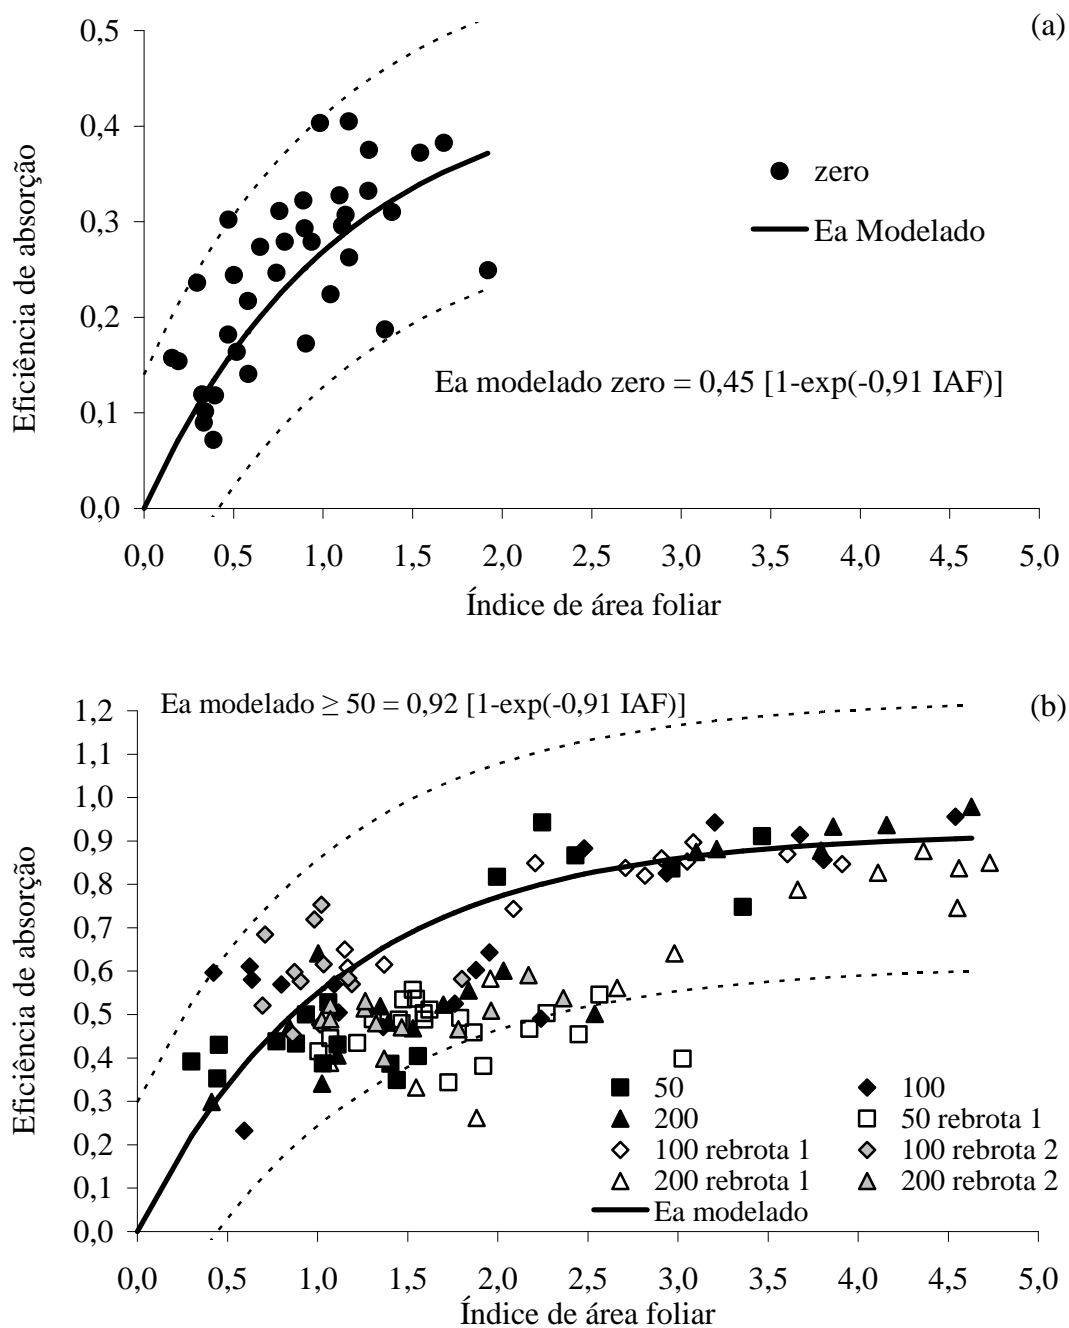 (a)
0,5
0,4
0,3
0,2
0,1
0,0
Eficiência de absorção
zero
Ea Modelado
Ea modelado zero = 0,45 [1-exp(-0,91 IAF)]
0,0 0,5 1,0 1,5 2,0 2,5 3,0 3,5 4,0 4,5 5,0
Índice de área foliar
Ea modelado ≥ 50 = 0,92 [1-exp(-0,91 IAF)]
(b)
1,2
1,1
1,0
0,9
0,8
0,7
0,6
0,5
0,4
0,3
0,2
0,1
0,0
Eficiência de absorção
50 100
200 50 rebrota 1
100 rebrota 1 100 rebrota 2
200 rebrota 1 200 rebrota 2
Ea modelado
0,0 0,5 1,0 1,5 2,0 2,5 3,0 3,5 4,0 4,5 5,0
Índice de área foliar